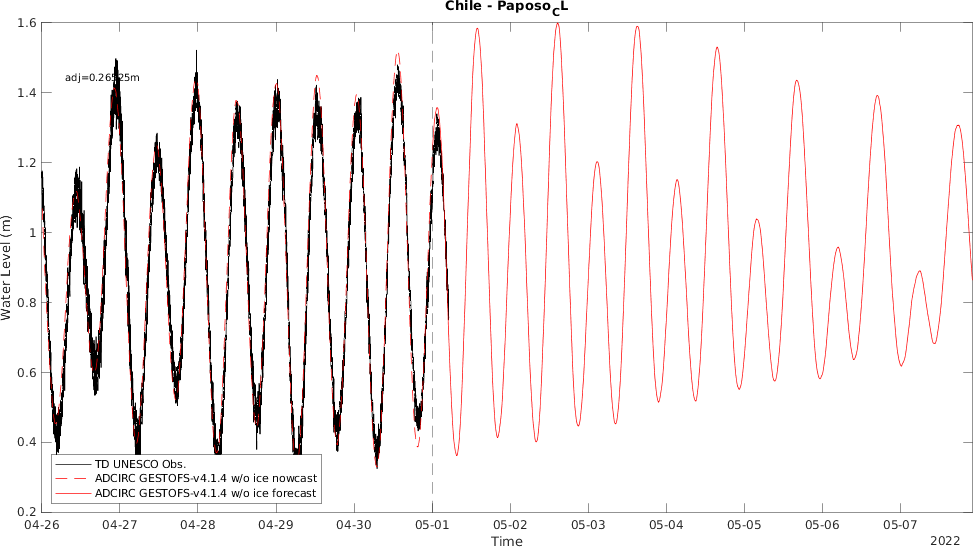 Chile - Paposo_CL
1.6
adj=0.26525m
1.4
1.2
1
0.8
0.6
0.4
0.2
Water Level (m)
TD UNESCO Obs.
ADCIRC GESTOFS-v4.1.4 w/o ice nowcast
ADCIRC GESTOFS-v4.1.4 w/o ice forecast
04-26 04-27 04-28 04-29 04-30 05-01 05-02 05-03 05-04 05-05 05-06 05-07
Time
2022